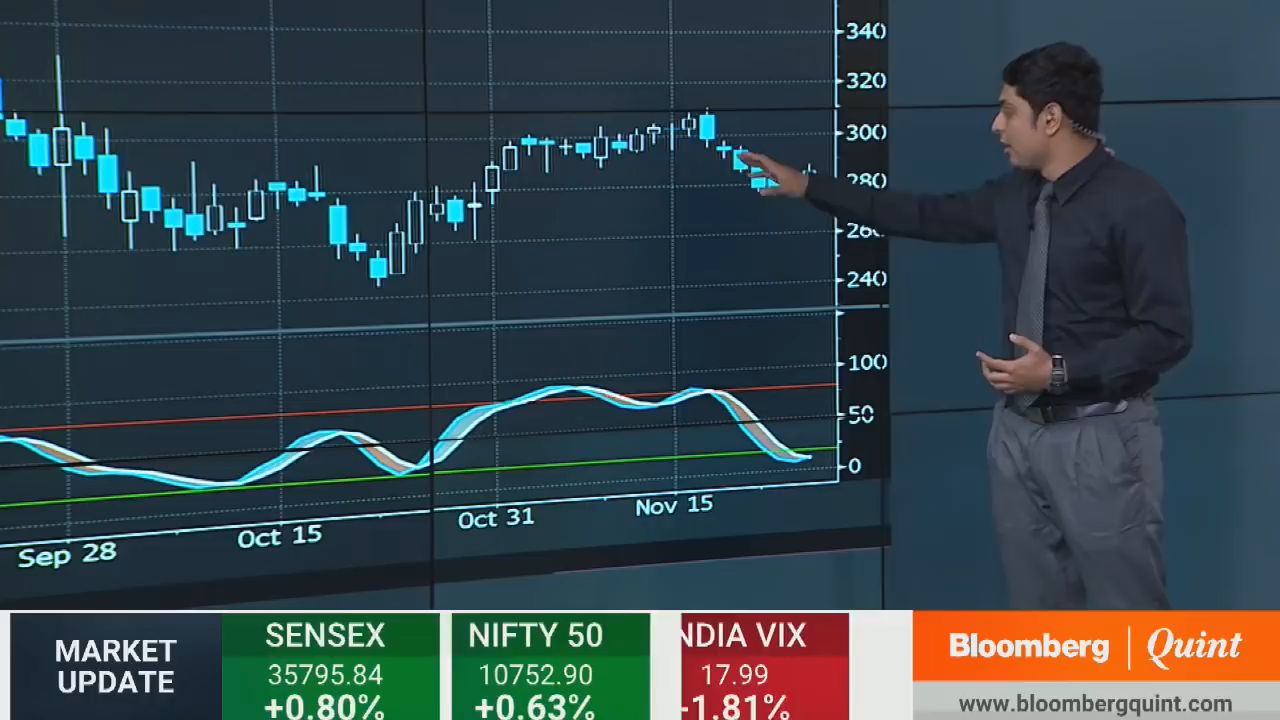 340
320
300
280
260
240
100
50
0
Sep 28
Oct 15
Oct 31
Nov 15
MARKET
UPDATE
SENSEX
35795.84
+0.80%
NIFTY 50
10752.90
+0.63%
NDIA VIX
17.99
-1.81%
Bloomberg | Quint
www.bloombergquint.com